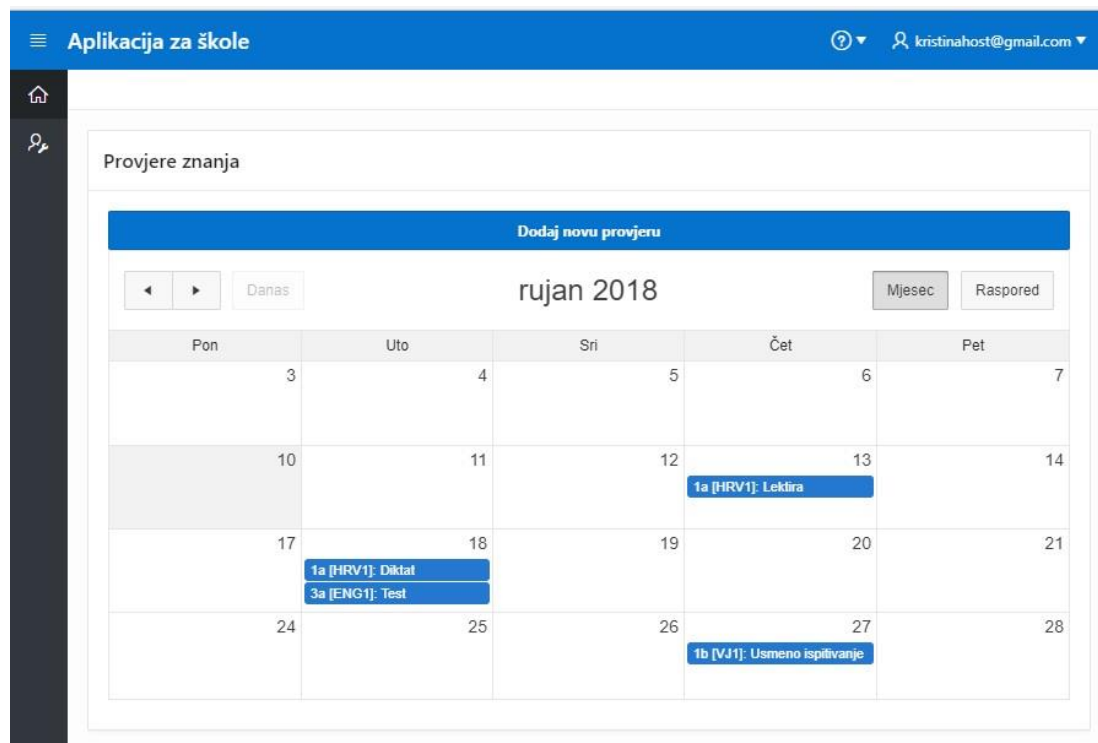 Aplikacija za škole
kristinahost@gmail.com
Provjere znanja
Dodaj novu provjeru
Danas rujan 2018 Mjesec Raspored
Pon Uto Sri Čet Pet
3 4 5 6 7
10 11 12 13 14
1a [HRV1]: Lektira
17 18 19 20 21
1a [HRV1]: Diktat
3a [ENG1]: Test
24 25 26 27 28
1b [VJ1]: Usmeno ispitivanje